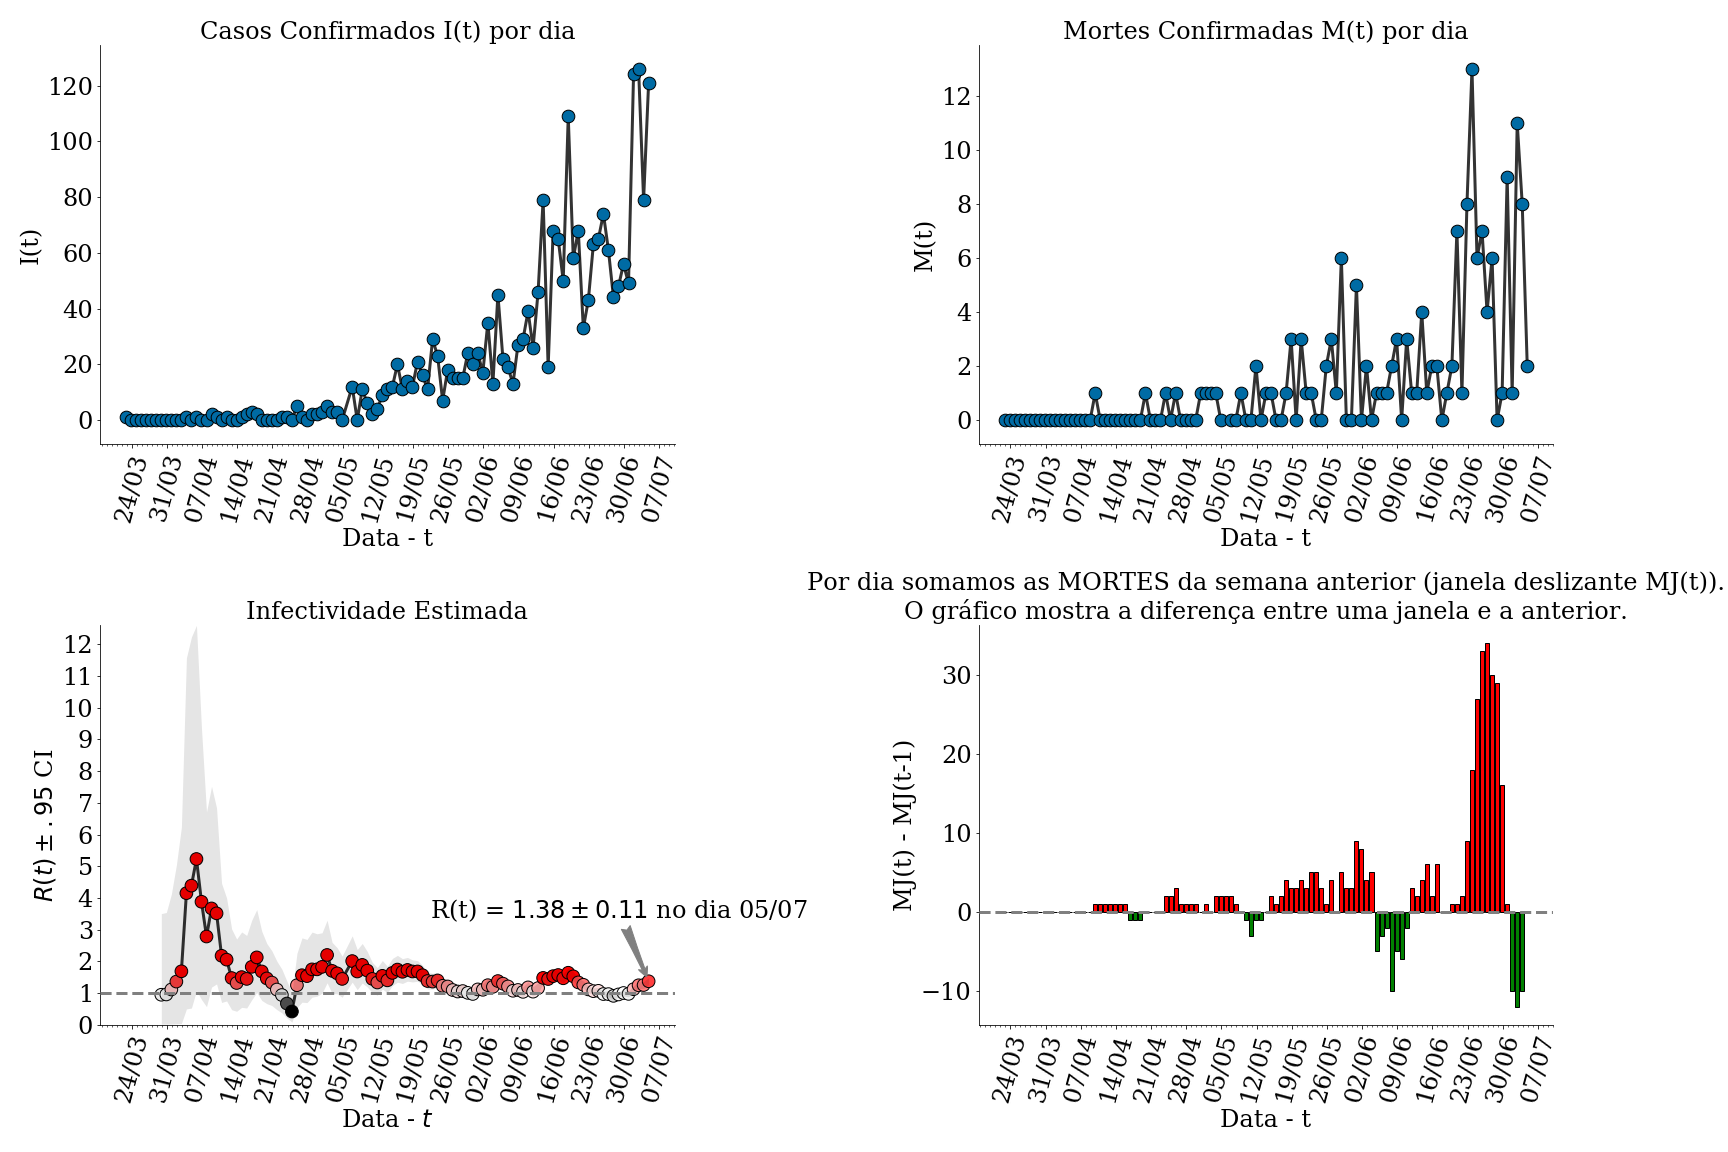 Casos Confirmados I(t) por dia
I(t)
120
100
80
60
40
20
0
24/03 31/03 07/04 14/04 21/04 28/04 05/05 12/05 19/05 26/05 02/06 09/06 16/06 23/06 30/06 07/07
Data - t
Mortes Confirmadas M(t) por dia
M(t)
12
10
8
6
4
2
0
24/03 31/03 07/04 14/04 21/04 28/04 05/05 12/05 19/05 26/05 02/06 09/06 16/06 23/06 30/06 07/07
Data - t
Infectividade Estimada
R(t) ± .95 CI
12
11
10
9
8
7
6
5
4
3
2
1
0
R(t) = 1.38 ± 0.11 no dia 05/07
24/03 31/03 07/04 14/04 21/04 28/04 05/05 12/05 19/05 26/05 02/06 09/06 16/06 23/06 30/06 07/07
Data - t
Por dia somamos as MORTES da semana anterior (janela deslizante MJ(t)).
O gráfico mostra a diferença entre uma janela e a anterior.
MJ(t) - MJ(t-1)
30
20
10
0
−10
24/03 31/03 07/04 14/04 21/04 28/04 05/05 12/05 19/05 26/05 02/06 09/06 16/06 23/06 30/06 07/07
Data - t